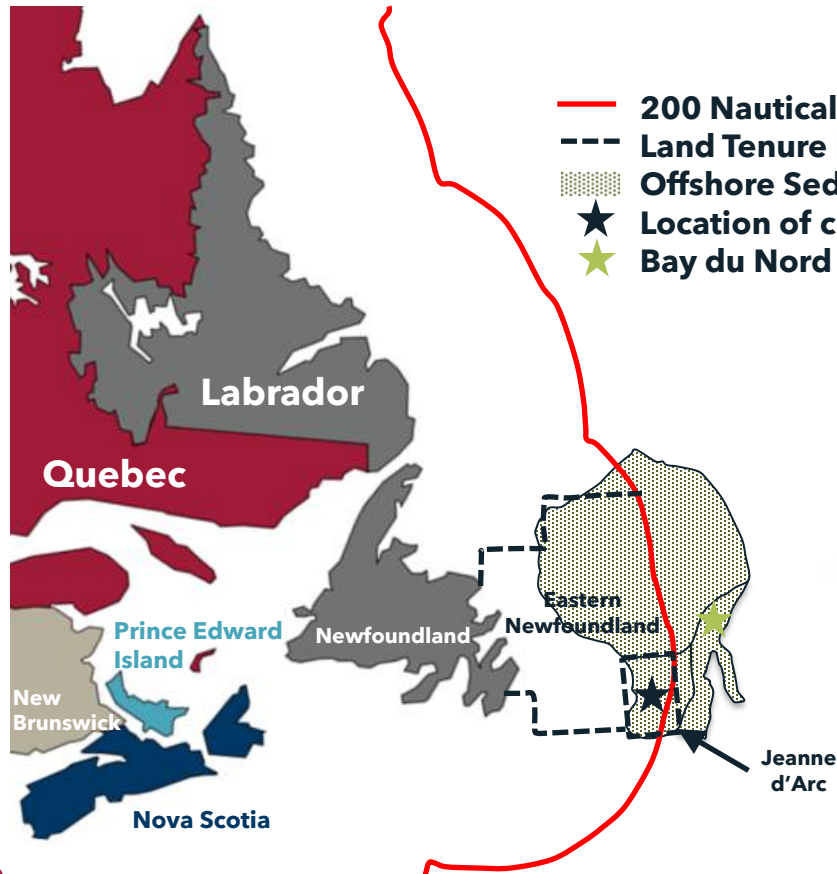 200 Nautical
Land Tenure
Offshore Sed
Location of c
Bay du Nord
Labrador
Quebec
Eastern
Newfoundland
Prince Edward
Island
Newfoundland
New
Brunswick
Jeanne
d'Arc
Nova Scotia